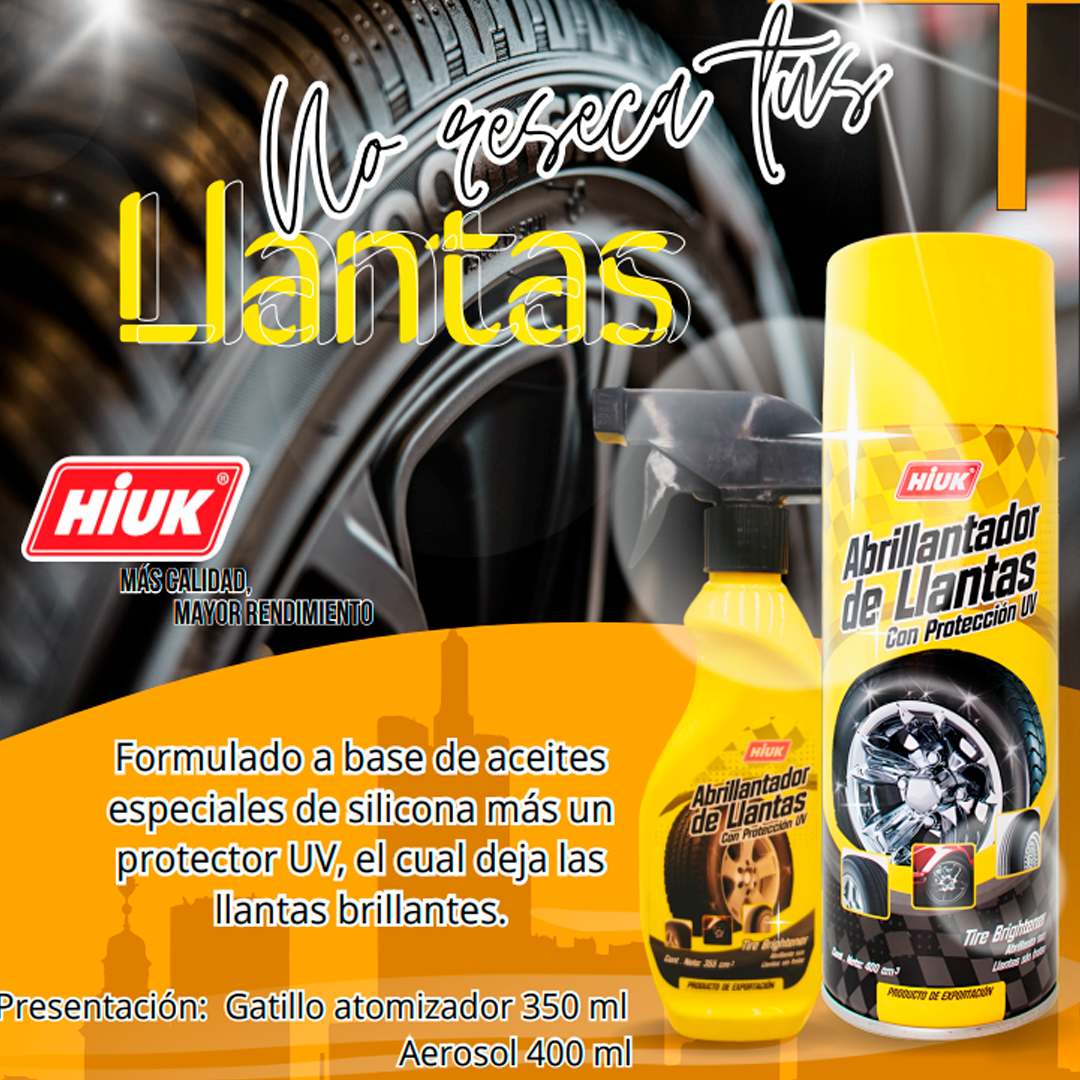 No reseca tus
Llantas
HiUK®
MÁS CALIDAD,
MAYOR RENDIMIENTO
HiUK
Abrillantador
de Llantas
Con Protección UV
Tire Brightener
Cont. Neto: 400 cm³
PRODUCTO DE EXPORTACIÓN
HiUK
Abrillantador
de Llantas
Con Protección UV
Tire Brightener
Cont. Neto: 355 cm³
PRODUCTO DE EXPORTACIÓN
Formulado a base de aceites
especiales de silicona más un
protector UV, el cual deja las
llantas brillantes.
Presentación: Gatillo atomizador 350 ml
Aerosol 400 ml